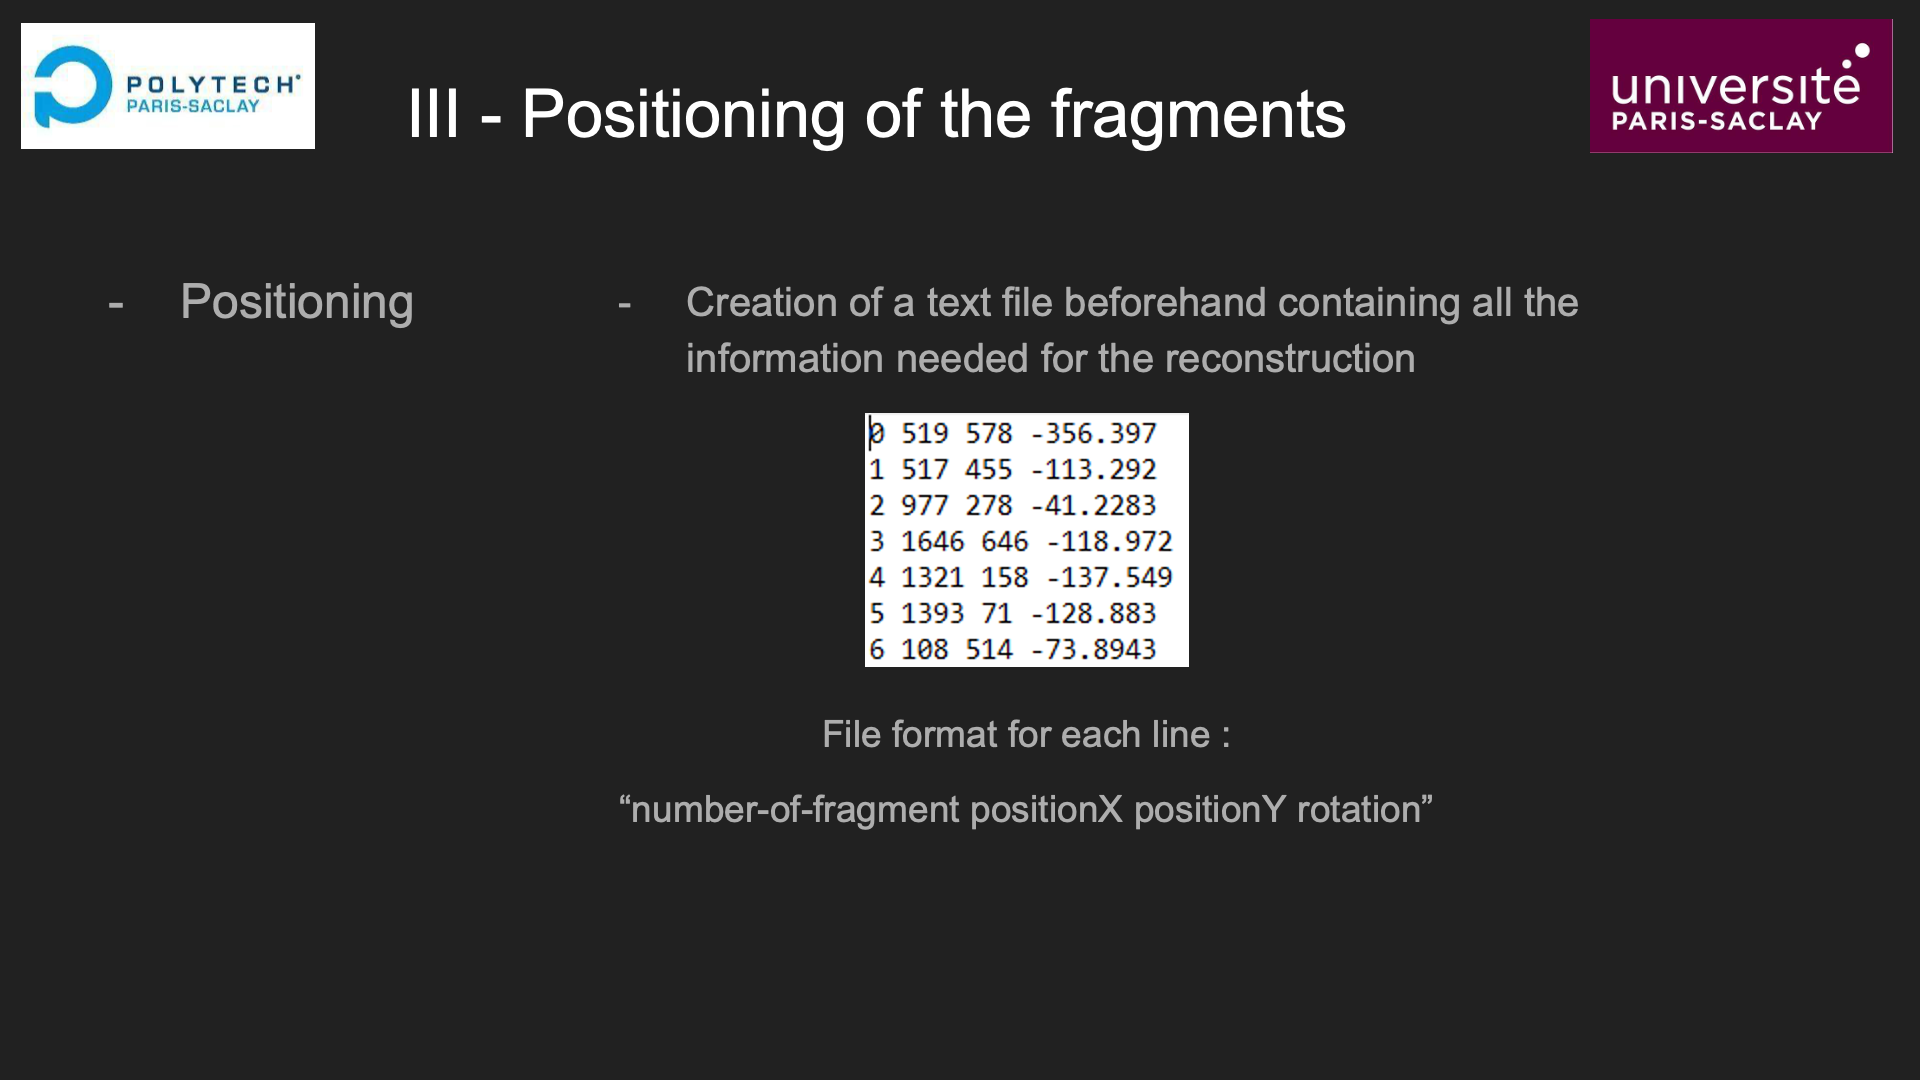 POLYTECH
PARIS-SACLAY
III - Positioning of the fragments
université
PARIS-SACLAY
- Positioning
- Creation of a text file beforehand containing all the
information needed for the reconstruction
0 519 578 -356.397
1 517 455 -113.292
2 977 278 -41.2283
3 1646 646 -118.972
4 1321 158 -137.549
5 1393 71 -128.883
6 108 514 -73.8943
File format for each line :
“number-of-fragment positionX positionY rotation”